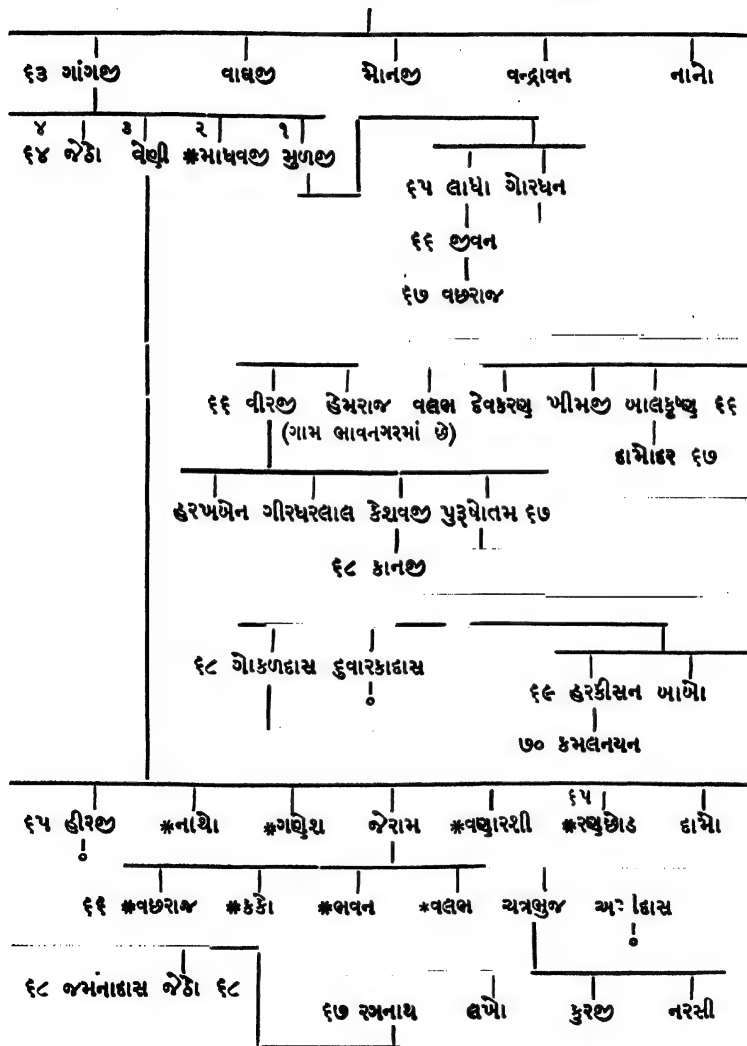 ૬૩ ગાંગજી વાઘજી મોનજી વન્દ્રાવન નાનો
૪ ૩ ૨ ૧
૬૪ જેઠો વેણી *માધવજી મુળજી
૬૫ લાધા ગોરધન
૬૬ જીવન
૬૭ વછરાજ
૬૬ વીરજી હેમરાજ વલભ દેવકરણ ખીમજી બાલકૃષ્ણ ૬૬
(ગામ ભાવનગરમાં છે)
દામોદર ૬૭
હરખબેન ગીરધરલાલ કેશવજી પુરૂષોતમ ૬૭
૬૮ કાનજી
૬૮ ગોકળદાસ દુવારકાદાસ
૬૯ હરકીસન બાબો
૭૦ કમલનયન
૬૫
૬૫ હીરજી *નાથો *ગણેશ જેરામ *વણારશી *રણછોડ દામો
૬૬ *વછરાજ *કકો *ભવન *વલભ ચત્રભુજ
૬૮ જમનાદાસ જેઠો ૬૮
૬૭ રગનાથ લખો કુરજી નરસી